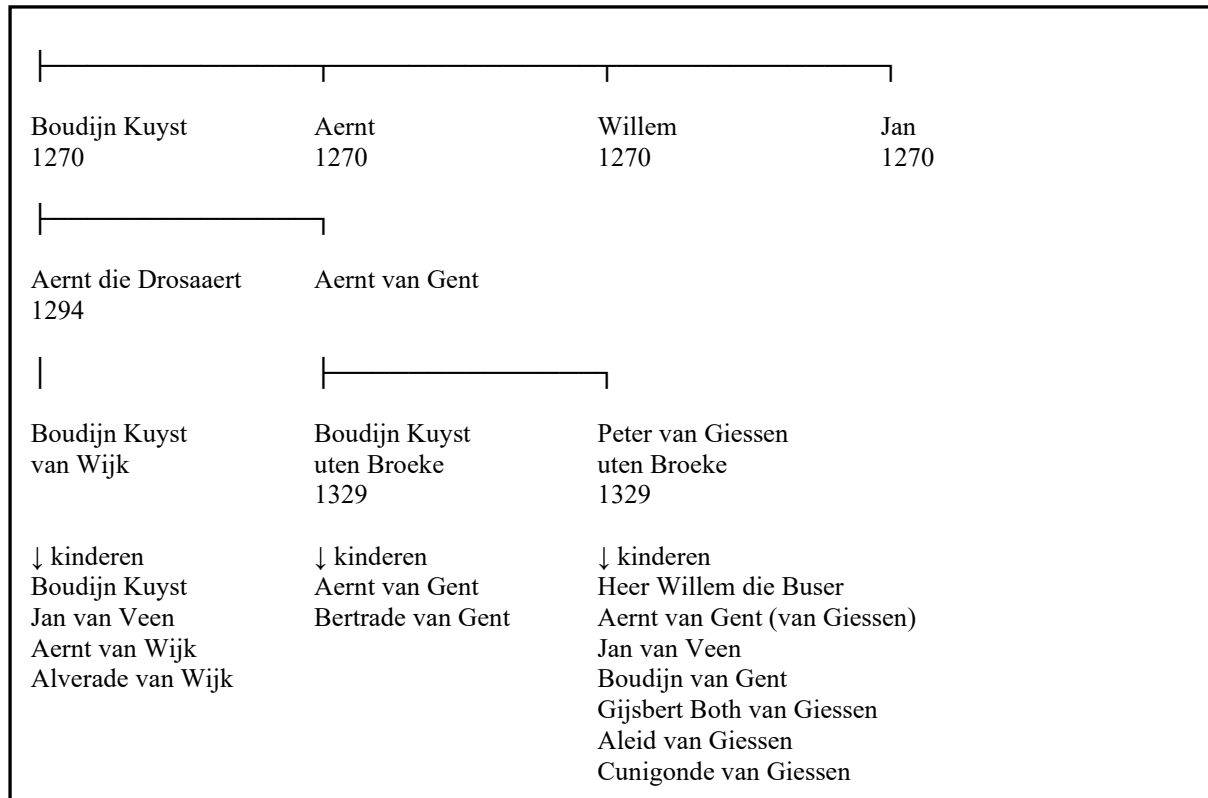 Boudijn Kuyst Aernt Willem Jan
1270 1270 1270 1270
Aernt die Drosaaert Aernt van Gent
1294
Boudijn Kuyst Boudijn Kuyst Peter van Giessen
van Wijk uten Broeke uten Broeke
1329 1329
↓ kinderen ↓ kinderen ↓ kinderen
Boudijn Kuyst Aernt van Gent Heer Willem die Buser
Jan van Veen Bertrade van Gent Aernt van Gent (van Giessen)
Aernt van Wijk Jan van Veen
Alverade van Wijk Boudijn van Gent
Gijsbert Both van Giessen
Aleid van Giessen
Cunigonde van Giessen